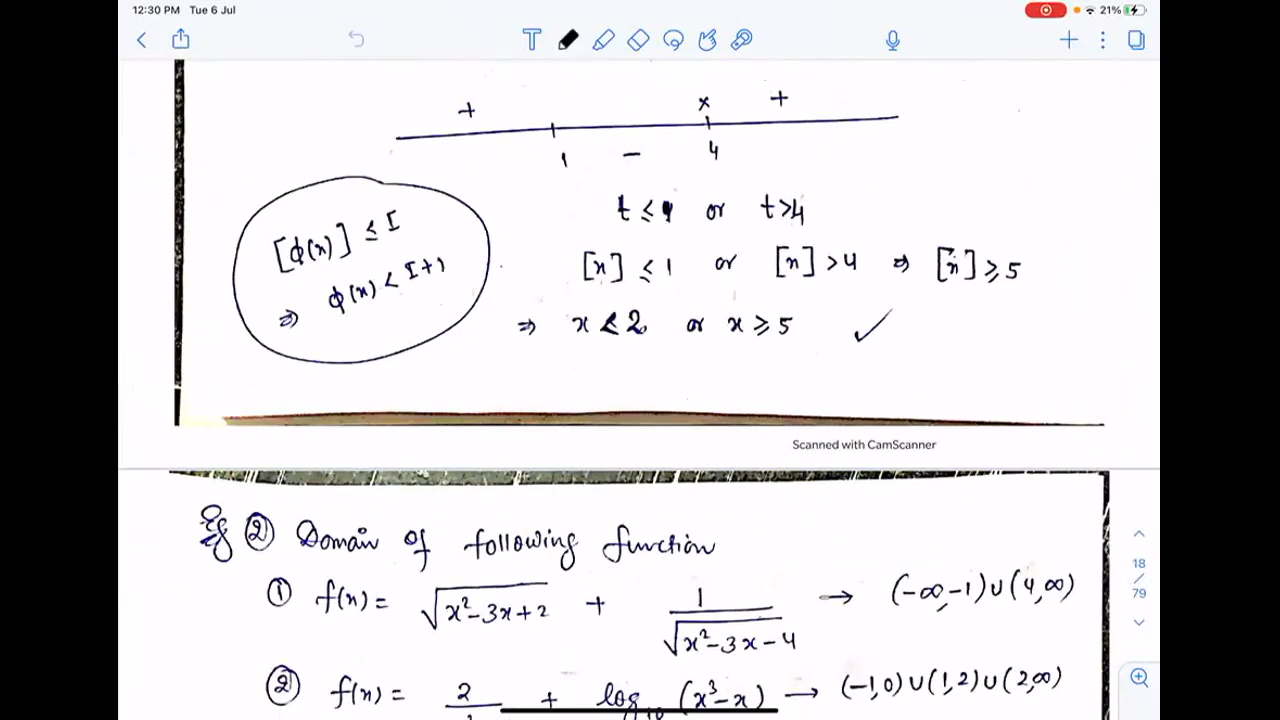 12:30 PM Tue 6 Jul 21%
+ x +
1 - 4
t ≤ 1 or t>4
[ϕ(x)] ≤ I
⇒ ϕ(x) < I+1
[x] ≤ 1 or [x] >4 ⇒ [x] ≥ 5
⇒ x < 2 or x ≥ 5 ✓
Scanned with CamScanner
Eg ② Domain of following function
① f(x) = √(x²-3x+2) + 1/√(x²-3x-4) → (-∞,-1)∪(4,∞)
18
/
79
② f(x) = 2 + log (x³-x) → (-1,0)∪(1,2)∪(2,∞)